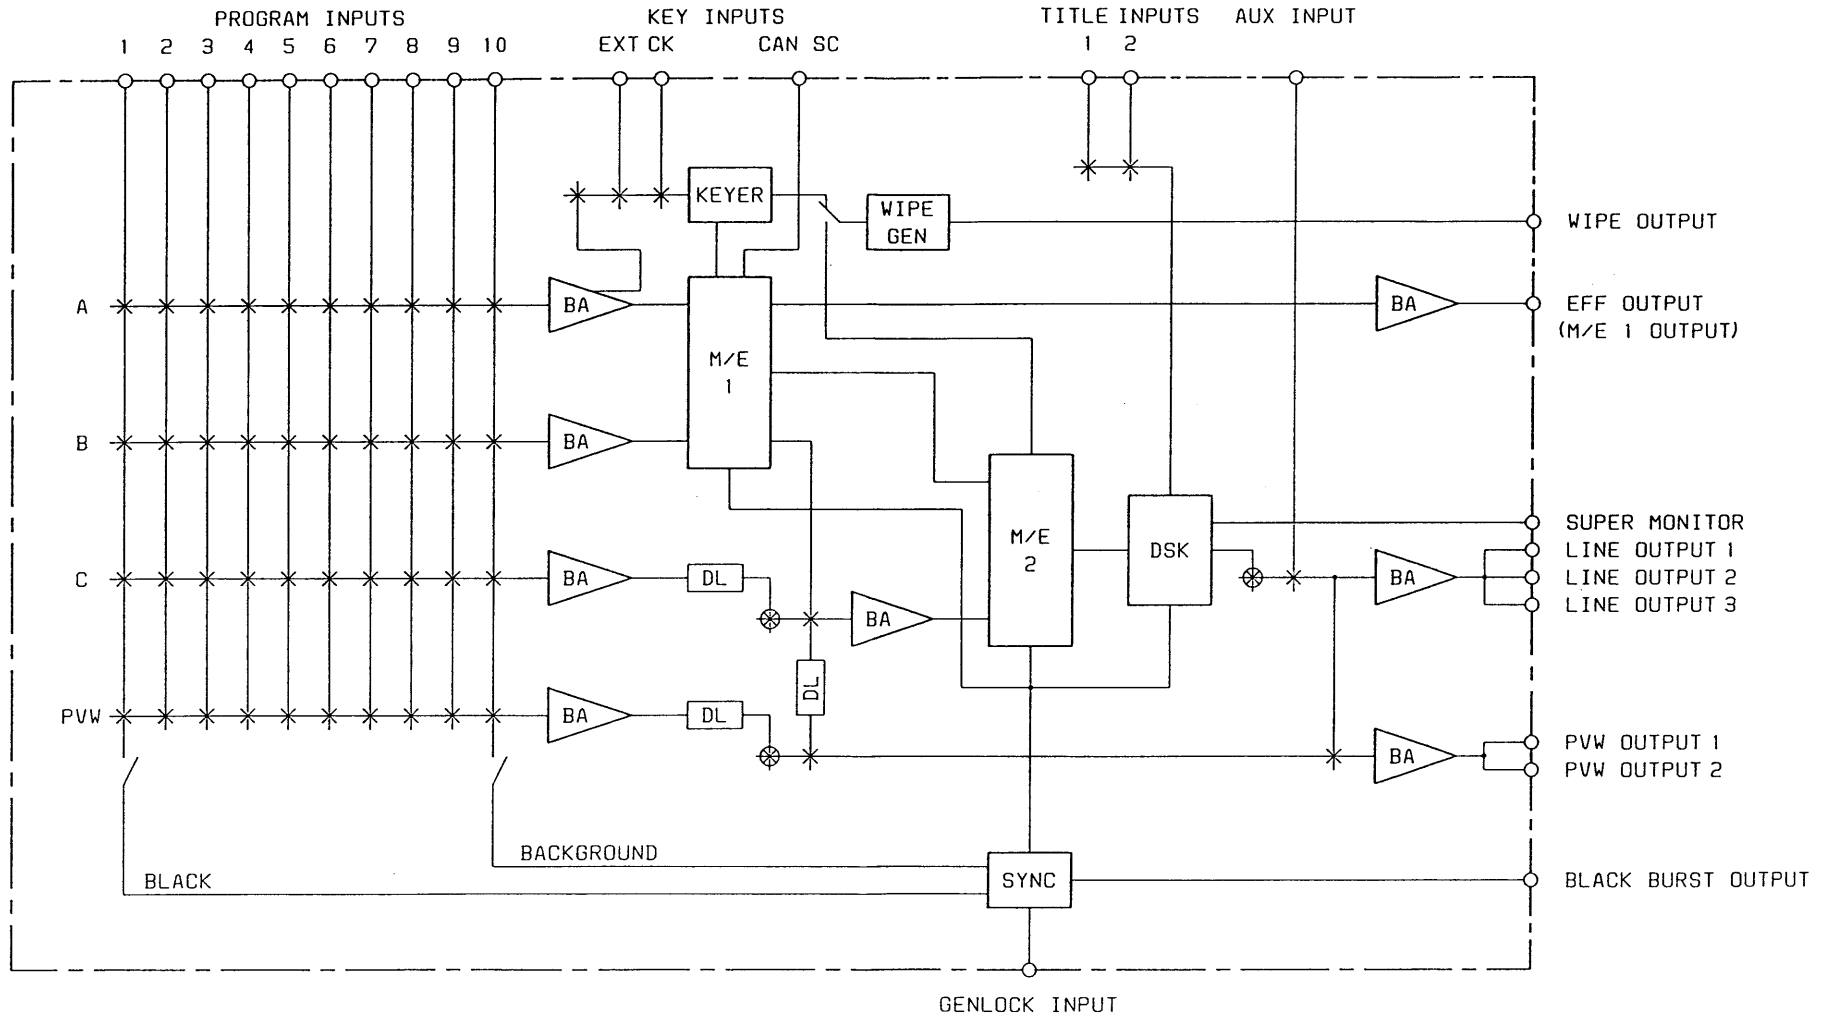 PROGRAM INPUTS
KEY INPUTS
TITLE INPUTS
AUX INPUT
1 2 3 4 5 6 7 8 9 10
EXT CK
CAN SC
1 2
KEYER
WIPE
GEN
WIPE OUTPUT
A
BA
M/E
1
BA
EFF OUTPUT
(M/E 1 OUTPUT)
B
BA
M/E
2
DSK
SUPER MONITOR
LINE OUTPUT 1
LINE OUTPUT 2
LINE OUTPUT 3
BA
C
BA
DL
BA
DL
PVW
BA
DL
BA
PVW OUTPUT 1
PVW OUTPUT 2
BACKGROUND
BLACK
SYNC
BLACK BURST OUTPUT
GENLOCK INPUT